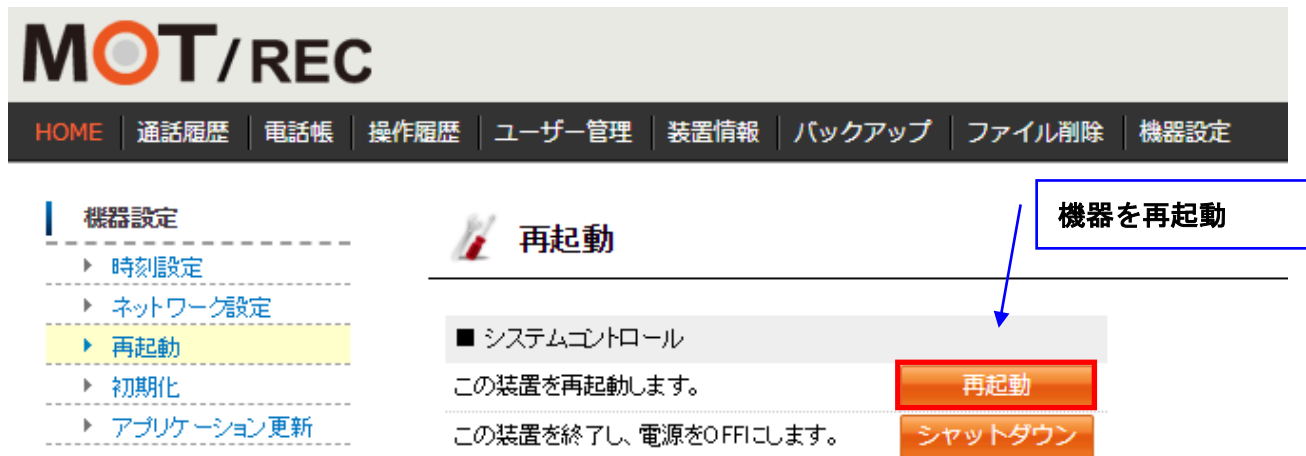 MOT/REC
HOME 通話履歴 電話帳 操作履歴 ユーザー管理 装置情報 バックアップ ファイル削除 機器設定
機器設定
時刻設定
ネットワーク設定
再起動
初期化
アプリケーション更新
再起動
機器を再起動
■ システムコントロール
この装置を再起動します。 再起動
この装置を終了し、電源をOFFにします。 シャットダウン